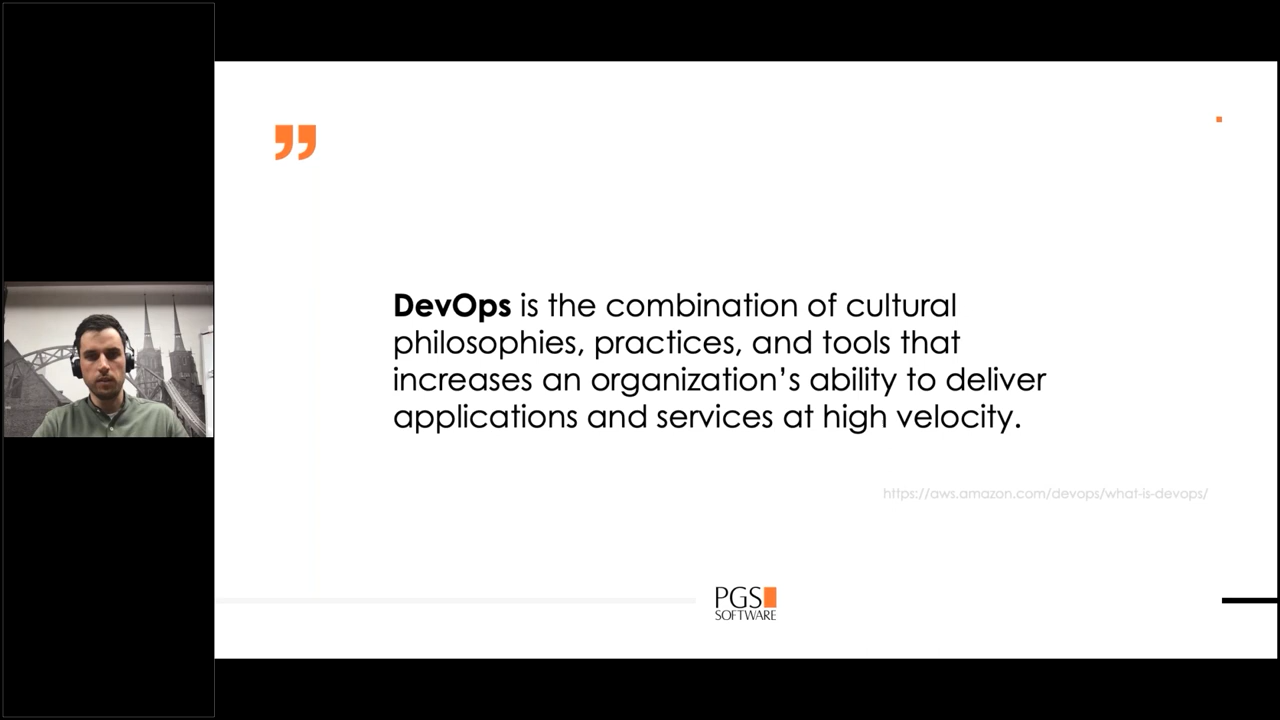 ”
DevOps is the combination of cultural
philosophies, practices, and tools that
increases an organization’s ability to deliver
applications and services at high velocity.
https://aws.amazon.com/devops/what-is-devops/
PGS
SOFTWARE